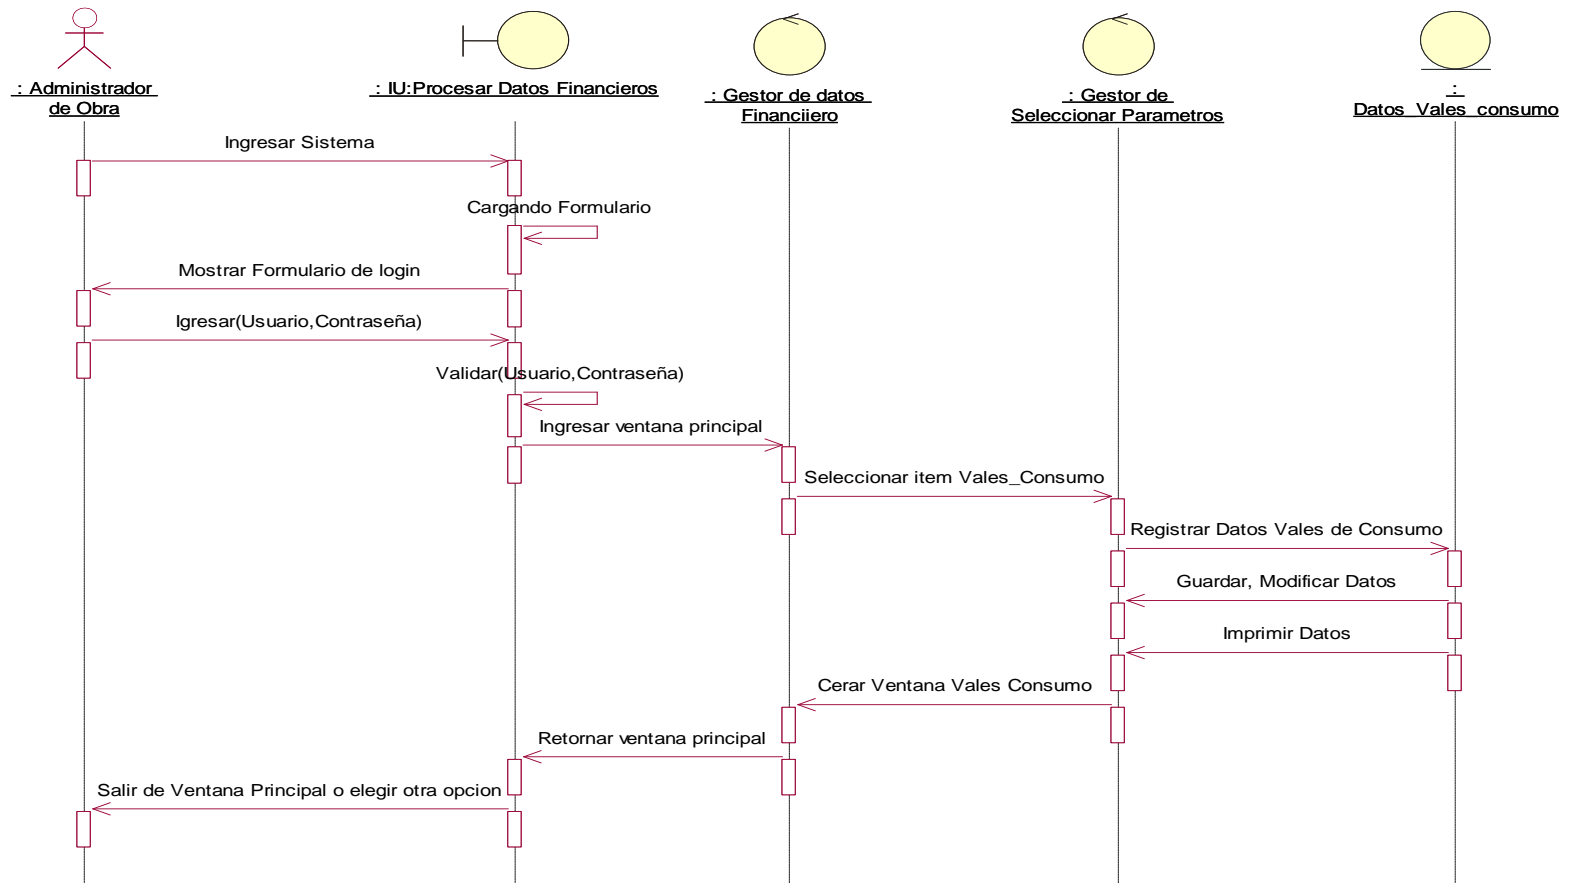 : Administrador
de Obra
: IU:Procesar Datos Financieros
: Gestor de datos
Financiiero
: Gestor de
Seleccionar Parametros
:
Datos_Vales_consumo
Ingresar Sistema
Cargando Formulario
Mostrar Formulario de login
Igresar(Usuario,Contraseña)
Validar(Usuario,Contraseña)
Ingresar ventana principal
Seleccionar item Vales_Consumo
Registrar Datos Vales de Consumo
Guardar, Modificar Datos
Imprimir Datos
Cerar Ventana Vales Consumo
Retornar ventana principal
Salir de Ventana Principal o elegir otra opcion